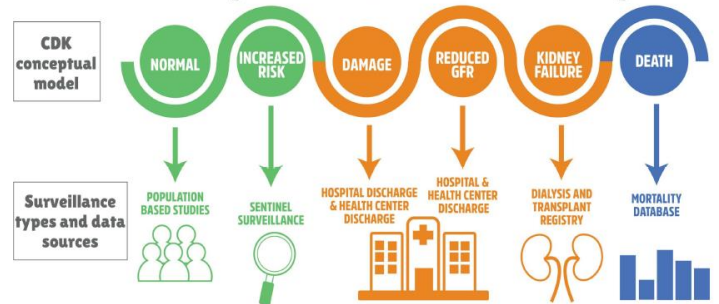 CDK
conceptual
model
NORMAL
INCREASED
RISK
DAMAGE
REDUCED
GFR
KIDNEY
FAILURE
DEATH
Surveillance
types and data
sources
POPULATION
BASED STUDIES
SENTINEL
SURVEILLANCE
HOSPITAL DISCHARGE
& HEALTH CENTER
DISCHARGE
HOSPITAL &
HEALTH CENTER
DISCHARGE
DIALYSIS AND
TRANSPLANT
REGISTRY
MORTALITY
DATABASE